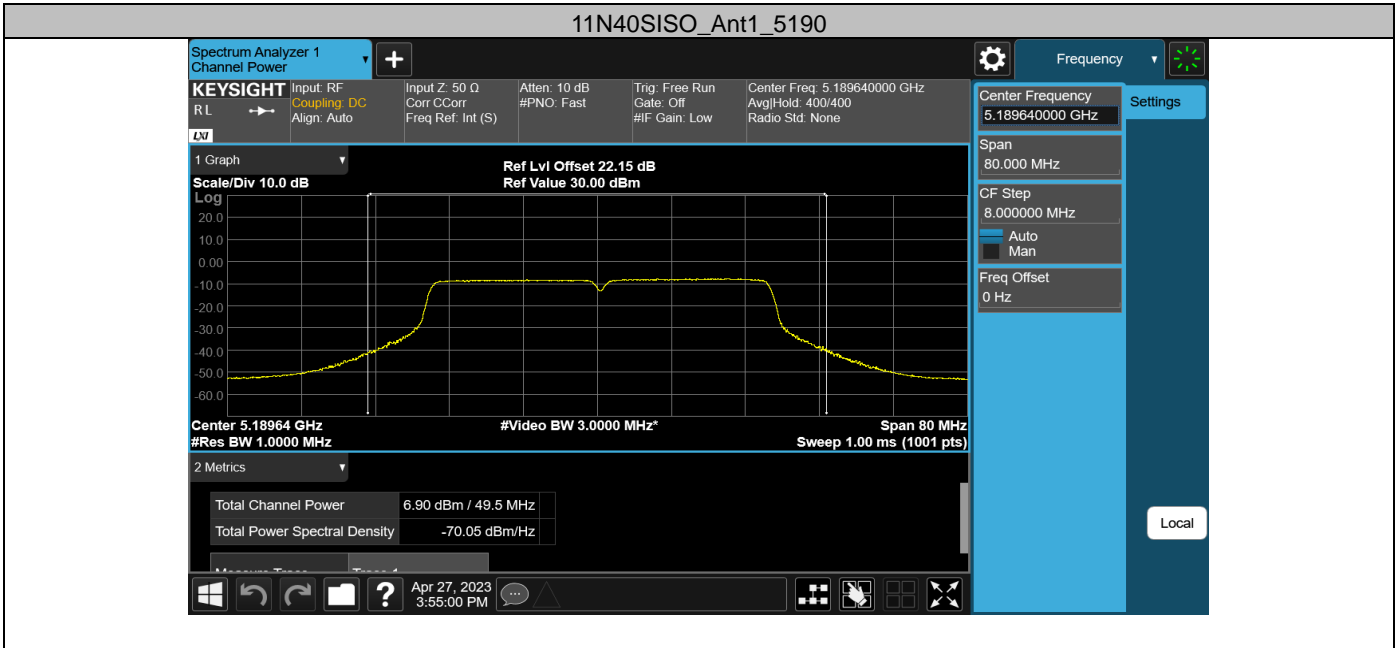 11N40SISO_Ant1_5190
Spectrum Analyzer 1
Channel Power
+
Frequency
KEYSIGHT
R L
LXI
Input: RF
Coupling: DC
Align: Auto
Input Z: 50 Ω
Corr CCorr
Freq Ref: Int (S)
Atten: 10 dB
#PNO: Fast
Trig: Free Run
Gate: Off
#IF Gain: Low
Center Freq: 5.189640000 GHz
Avg|Hold: 400/400
Radio Std: None
Center Frequency
5.189640000 GHz
Settings
Span
80.000 MHz
CF Step
8.000000 MHz
Auto
Man
Freq Offset
0 Hz
Local
1 Graph
Scale/Div 10.0 dB
Ref Lvl Offset 22.15 dB
Ref Value 30.00 dBm
Log
20.0
10.0
0.00
-10.0
-20.0
-30.0
-40.0
-50.0
-60.0
Center 5.18964 GHz
#Res BW 1.0000 MHz
#Video BW 3.0000 MHz*
Span 80 MHz
Sweep 1.00 ms (1001 pts)
2 Metrics
Total Channel Power 6.90 dBm / 49.5 MHz
Total Power Spectral Density -70.05 dBm/Hz
?
Apr 27, 2023
3:55:00 PM